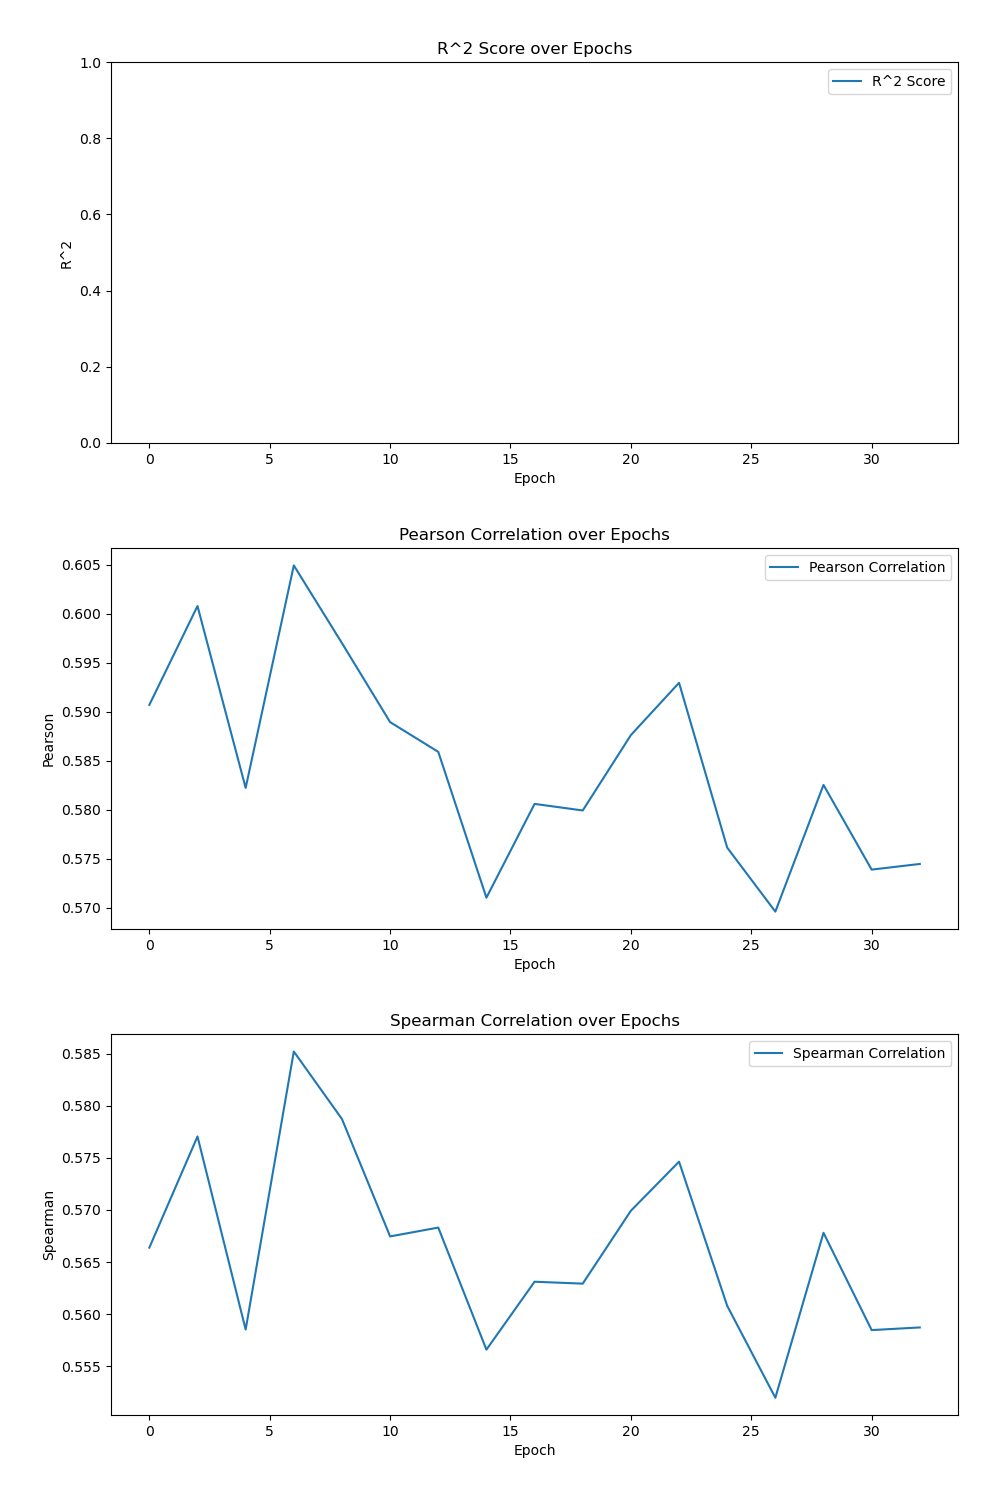 R^2 Score over Epochs
R^2 Score
1.0
0.8
0.6
0.4
0.2
0.0
R^2
0 5 10 15 20 25 30
Epoch
Pearson Correlation over Epochs
Pearson Correlation
0.605
0.600
0.595
0.590
0.585
0.580
0.575
0.570
Pearson
0 5 10 15 20 25 30
Epoch
Spearman Correlation over Epochs
Spearman Correlation
0.585
0.580
0.575
0.570
0.565
0.560
0.555
Spearman
0 5 10 15 20 25 30
Epoch